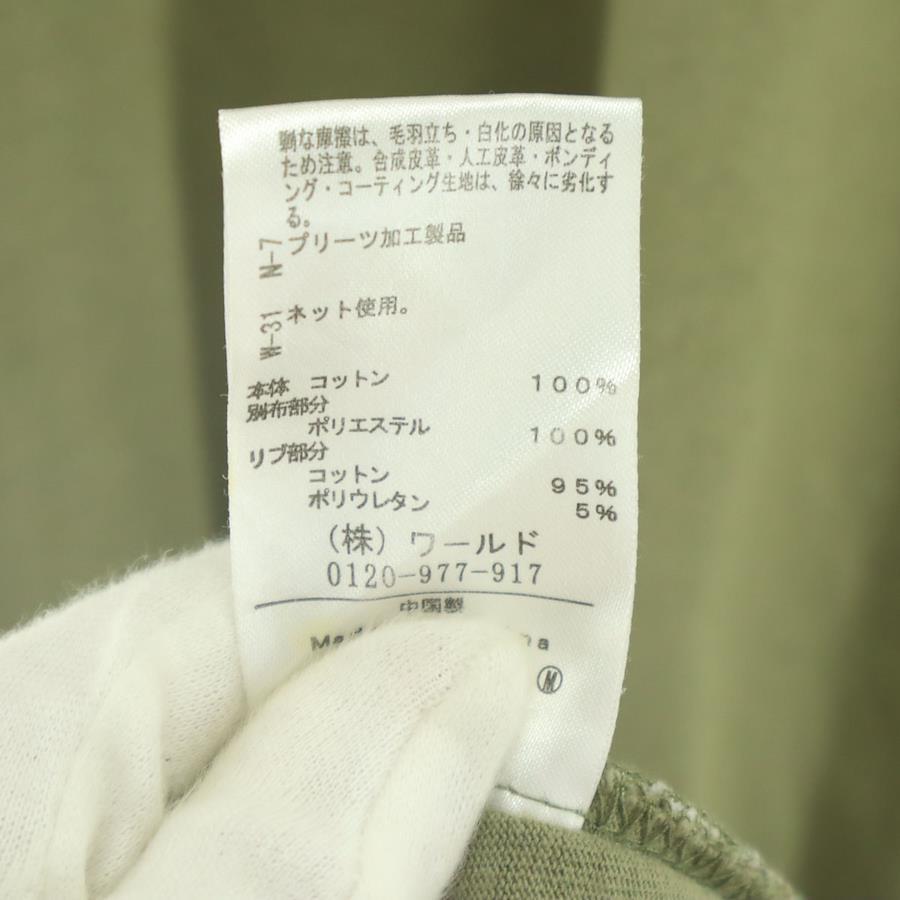 な摩擦は、毛羽立ち・白化の原因となる
ため注意。合成皮革・人工皮革・ボンディ
ング・コーティング生地は、徐々に劣化す
る。
N-7 プリーツ加工製品
W-31 ネット使用。
本体 コットン 100%
別布部分
ポリエステル 100%
リブ部分
コットン 95%
ポリウレタン 5%
(株) ワールド
0120-977-917
中国製
M